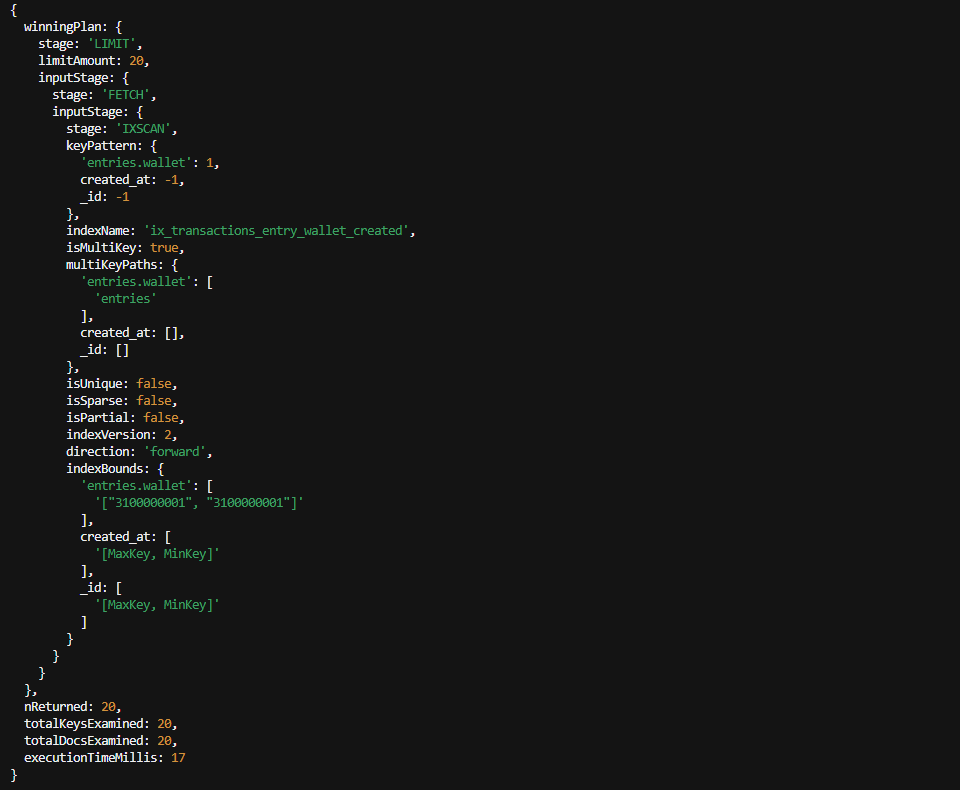 {
  winningPlan: {
    stage: 'LIMIT',
    limitAmount: 20,
    inputStage: {
      stage: 'FETCH',
      inputStage: {
        stage: 'IXSCAN',
        keyPattern: {
          'entries.wallet': 1,
          created_at: -1,
          _id: -1
        },
        indexName: 'ix_transactions_entry_wallet_created',
        isMultiKey: true,
        multiKeyPaths: {
          'entries.wallet': [
            'entries'
          ],
          created_at: [],
          _id: []
        },
        isUnique: false,
        isSparse: false,
        isPartial: false,
        indexVersion: 2,
        direction: 'forward',
        indexBounds: {
          'entries.wallet': [
            '["3100000001", "3100000001"]'
          ],
          created_at: [
            '[MaxKey, MinKey]'
          ],
          _id: [
            '[MaxKey, MinKey]'
          ]
        }
      }
    }
  },
  nReturned: 20,
  totalKeysExamined: 20,
  totalDocsExamined: 20,
  executionTimeMillis: 17
}